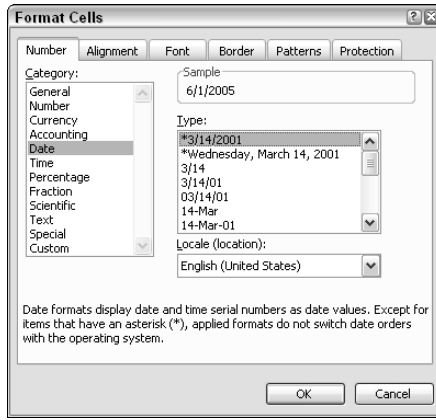 Format Cells
Number Alignment Font Border Patterns Protection
Category:
General
Number
Currency
Accounting
Date
Time
Percentage
Fraction
Scientific
Text
Special
Custom
Sample
6/1/2005
Type:
*3/14/2001
*Wednesday, March 14, 2001
3/14
3/14/01
03/14/01
14-Mar
14-Mar-01
Locale (location):
English (United States)
Date formats display date and time serial numbers as date values. Except for
items that have an asterisk (*), applied formats do not switch date orders
with the operating system.
OK Cancel